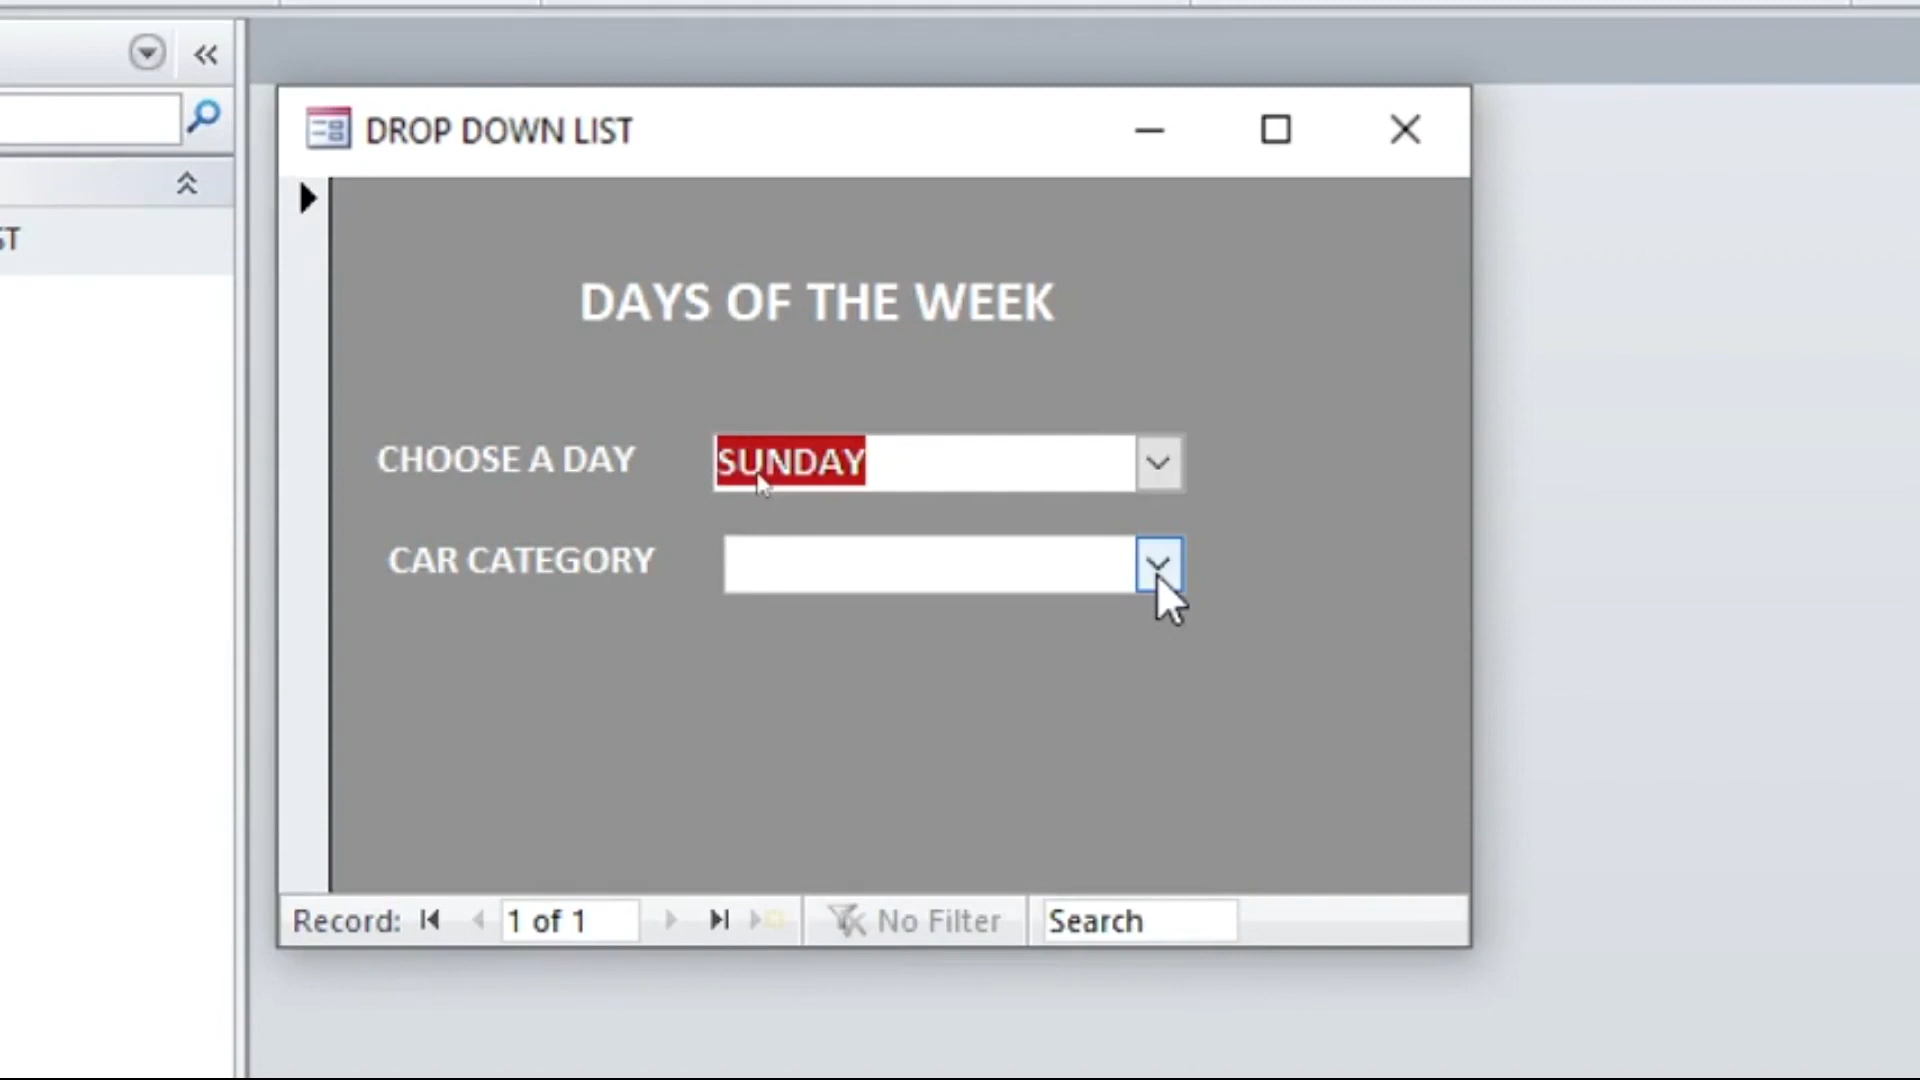 DROP DOWN LIST
ST
DAYS OF THE WEEK
CHOOSE A DAY
SUNDAY
CAR CATEGORY
Record:
1 of 1
No Filter
Search